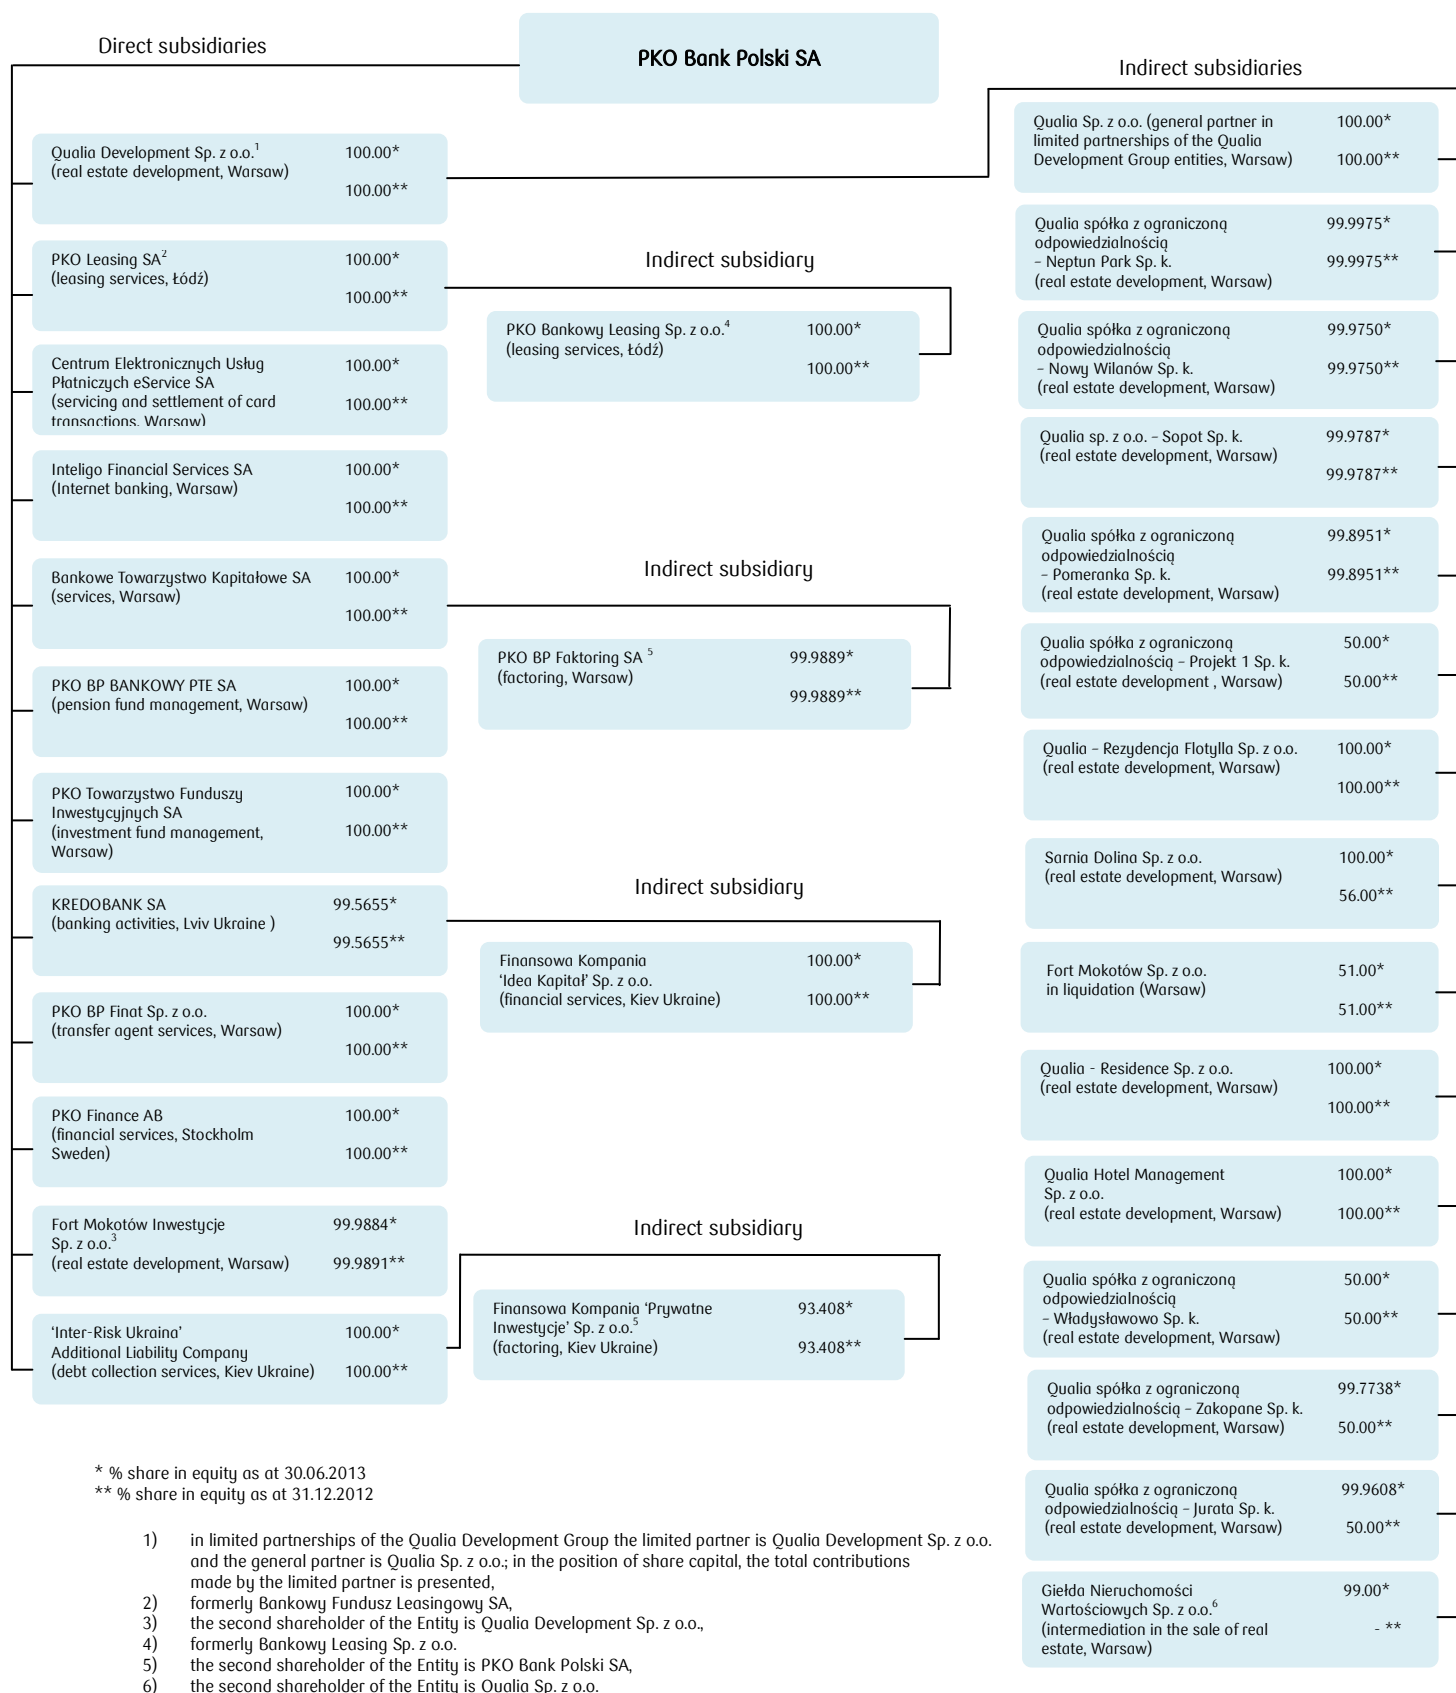 PKO Bank Polski SA
Direct subsidiaries
Qualia Development Sp. z o.o.1 100.00*
(real estate development, Warsaw)
100.00**
PKO Leasing SA2 100.00*
(leasing services, Łódź)
100.00**
Centrum Elektronicznych Usług 100.00*
Płatniczych eService SA
(servicing and settlement of card 100.00**
transactions, Warsaw)
Inteligo Financial Services SA 100.00*
(Internet banking, Warsaw)
100.00**
Bankowe Towarzystwo Kapitałowe SA 100.00*
(services, Warsaw)
100.00**
PKO BP BANKOWY PTE SA 100.00*
(pension fund management, Warsaw)
100.00**
PKO Towarzystwo Funduszy 100.00*
Inwestycyjnych SA
(investment fund management, 100.00**
Warsaw)
KREDOBANK SA 99.5655*
(banking activities, Lviv Ukraine )
99.5655**
PKO BP Finat Sp. z o.o. 100.00*
(transfer agent services, Warsaw)
100.00**
PKO Finance AB 100.00*
(financial services, Stockholm
Sweden) 100.00**
Fort Mokotów Inwestycje 99.9884*
Sp. z o.o.3
(real estate development, Warsaw) 99.9891**
‘Inter-Risk Ukraina’ 100.00*
Additional Liability Company
(debt collection services, Kiev Ukraine) 100.00**
Indirect subsidiary
PKO Bankowy Leasing Sp. z o.o.4 100.00*
(leasing services, Łódź)
100.00**
Indirect subsidiary
PKO BP Faktoring SA 5 99.9889*
(factoring, Warsaw)
99.9889**
Indirect subsidiary
Finansowa Kompania 100.00*
‘Idea Kapitał’ Sp. z o.o.
(financial services, Kiev Ukraine) 100.00**
Indirect subsidiary
Finansowa Kompania ‘Prywatne 93.408*
Inwestycje’ Sp. z o.o.5
(factoring, Kiev Ukraine) 93.408**
Indirect subsidiaries
Qualia Sp. z o.o. (general partner in 100.00*
limited partnerships of the Qualia
Development Group entities, Warsaw) 100.00**
Qualia spółka z ograniczoną 99.9975*
odpowiedzialnością
– Neptun Park Sp. k. 99.9975**
(real estate development, Warsaw)
Qualia spółka z ograniczoną 99.9750*
odpowiedzialnością
– Nowy Wilanów Sp. k. 99.9750**
(real estate development, Warsaw)
Qualia sp. z o.o. – Sopot Sp. k. 99.9787*
(real estate development, Warsaw)
99.9787**
Qualia spółka z ograniczoną 99.8951*
odpowiedzialnością
– Pomeranka Sp. k. 99.8951**
(real estate development, Warsaw)
Qualia spółka z ograniczoną 50.00*
odpowiedzialnością – Projekt 1 Sp. k.
(real estate development , Warsaw) 50.00**
Qualia – Rezydencja Flotylla Sp. z o.o. 100.00*
(real estate development, Warsaw)
100.00**
Sarnia Dolina Sp. z o.o. 100.00*
(real estate development, Warsaw)
56.00**
Fort Mokotów Sp. z o.o. 51.00*
in liquidation (Warsaw)
51.00**
Qualia - Residence Sp. z o.o. 100.00*
(real estate development, Warsaw)
100.00**
Qualia Hotel Management 100.00*
Sp. z o.o.
(real estate development, Warsaw) 100.00**
Qualia spółka z ograniczoną 50.00*
odpowiedzialnością
– Władysławowo Sp. k. 50.00**
(real estate development, Warsaw)
Qualia spółka z ograniczoną 99.7738*
odpowiedzialnością – Zakopane Sp. k.
(real estate development, Warsaw) 50.00**
Qualia spółka z ograniczoną 99.9608*
odpowiedzialnością – Jurata Sp. k.
(real estate development, Warsaw) 50.00**
Giełda Nieruchomości 99.00*
Wartościowych Sp. z o.o.6
(intermediation in the sale of real - **
estate, Warsaw)
* % share in equity as at 30.06.2013
** % share in equity as at 31.12.2012
1) in limited partnerships of the Qualia Development Group the limited partner is Qualia Development Sp. z o.o.
and the general partner is Qualia Sp. z o.o.; in the position of share capital, the total contributions
made by the limited partner is presented,
2) formerly Bankowy Fundusz Leasingowy SA,
3) the second shareholder of the Entity is Qualia Development Sp. z o.o.,
4) formerly Bankowy Leasing Sp. z o.o.
5) the second shareholder of the Entity is PKO Bank Polski SA,
6) the second shareholder of the Entity is Qualia Sp. z o.o.